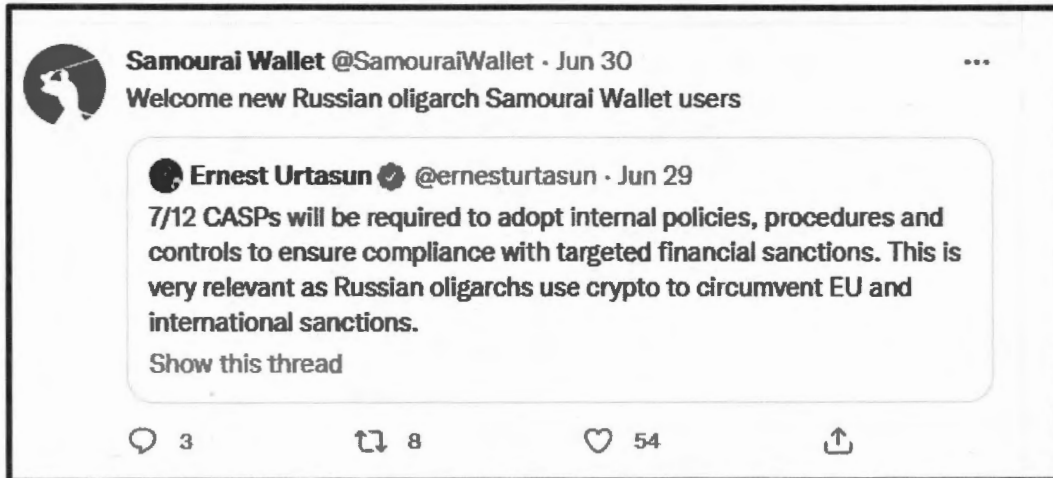 Samourai Wallet @SamouraiWallet · Jun 30
Welcome new Russian oligarch Samourai Wallet users
Ernest Urtasun @ernesturtasun · Jun 29
7/12 CASPs will be required to adopt internal policies, procedures and
controls to ensure compliance with targeted financial sanctions. This is
very relevant as Russian oligarchs use crypto to circumvent EU and
international sanctions.
Show this thread
3 8 54